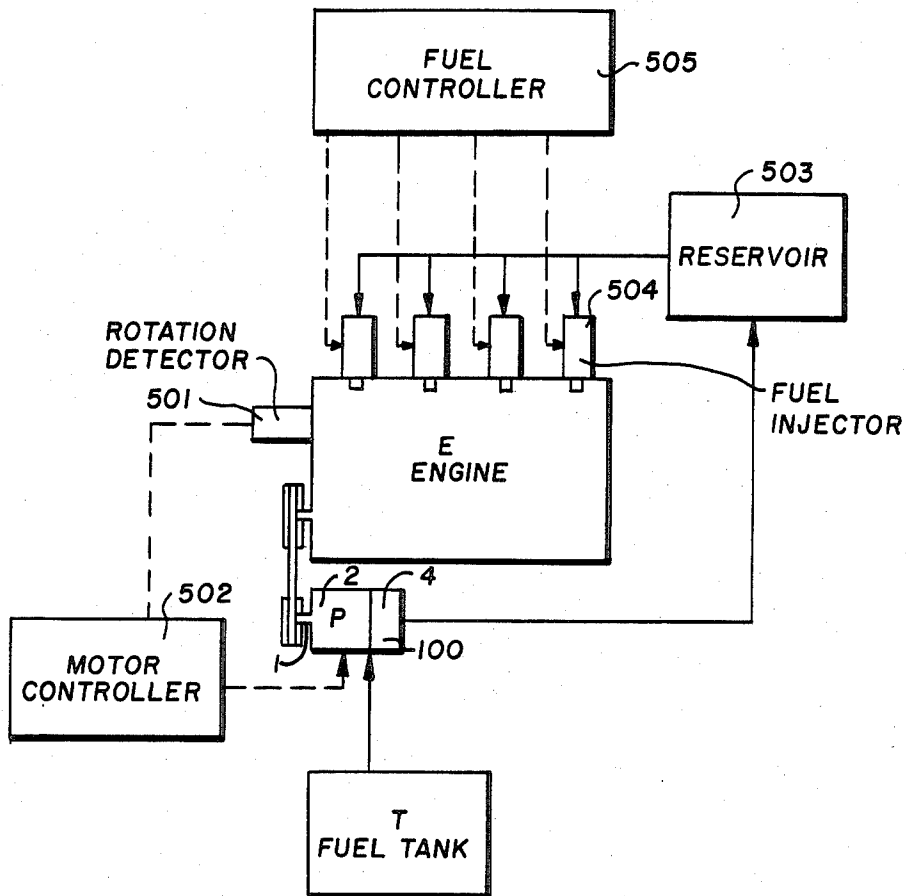 FUEL
CONTROLLER
505
503
RESERVOIR
504
ROTATION
DETECTOR
501
FUEL
INJECTOR
E
ENGINE
502
MOTOR
CONTROLLER
2
4
P
1
100
T
FUEL TANK